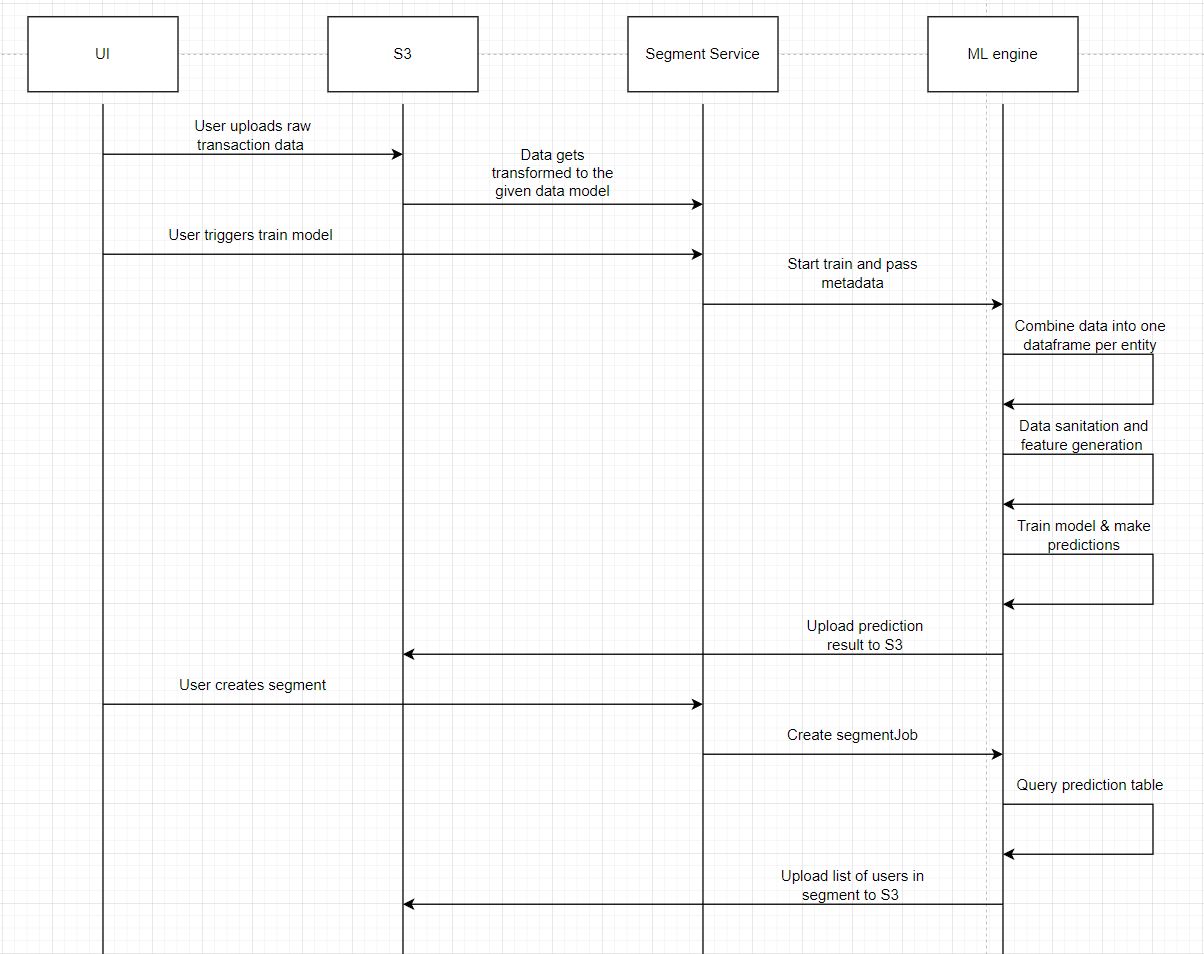 UI
S3
Segment Service
ML engine
User uploads raw
transaction data
Data gets
transformed to the
given data model
User triggers train model
Start train and pass
metadata
Combine data into one
dataframe per entity
Data sanitation and
feature generation
Train model & make
predictions
Upload prediction
result to S3
User creates segment
Create segmentJob
Query prediction table
Upload list of users in
segment to S3